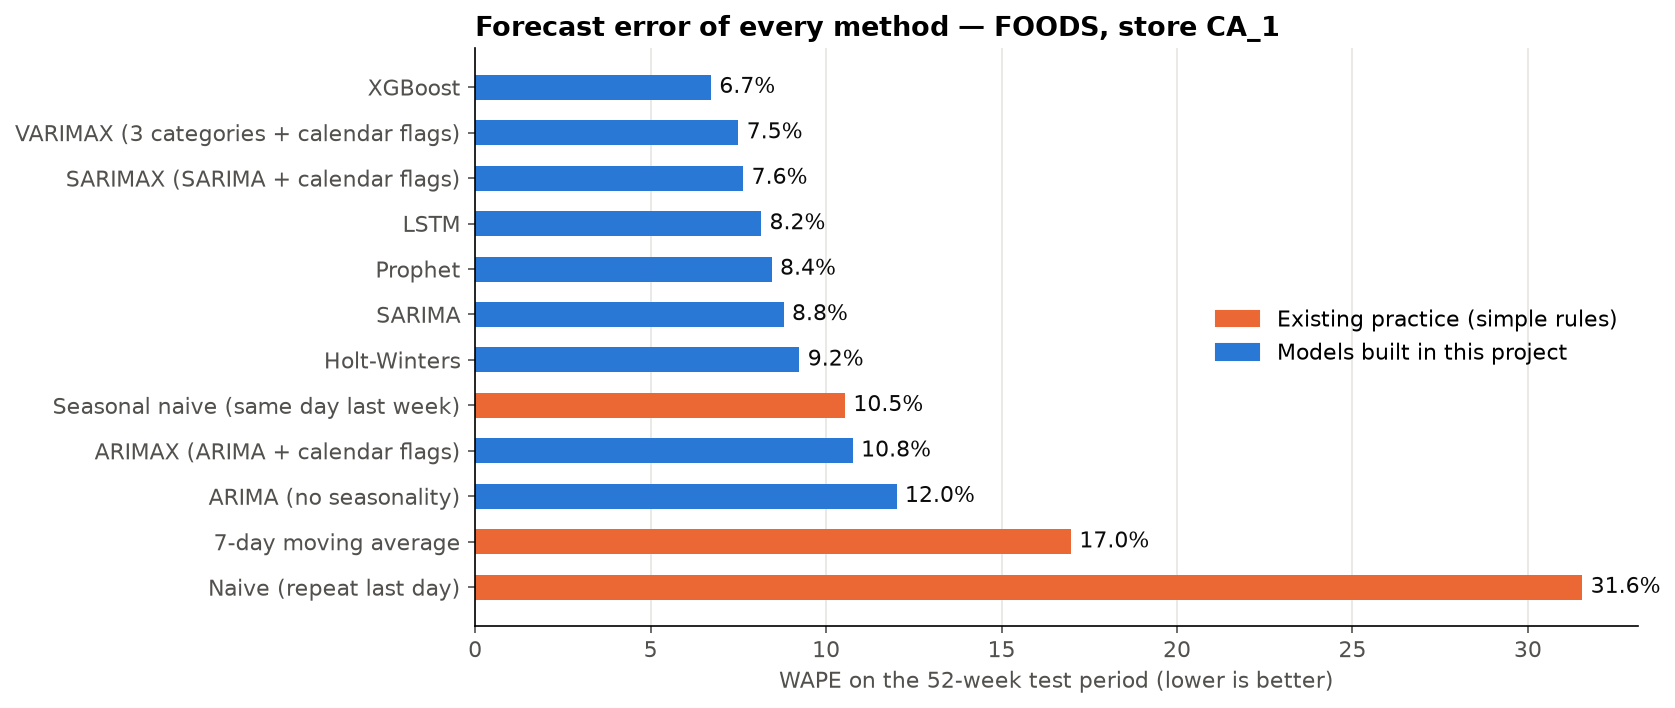 Forecast error of every method — FOODS, store CA_1
XGBoost 6.7%
VARIMAX (3 categories + calendar flags) 7.5%
SARIMAX (SARIMA + calendar flags) 7.6%
LSTM 8.2%
Prophet 8.4%
SARIMA 8.8%
Holt-Winters 9.2%
Seasonal naive (same day last week) 10.5%
ARIMAX (ARIMA + calendar flags) 10.8%
ARIMA (no seasonality) 12.0%
7-day moving average 17.0%
Naive (repeat last day) 31.6%
Existing practice (simple rules)
Models built in this project
0 5 10 15 20 25 30
WAPE on the 52-week test period (lower is better)